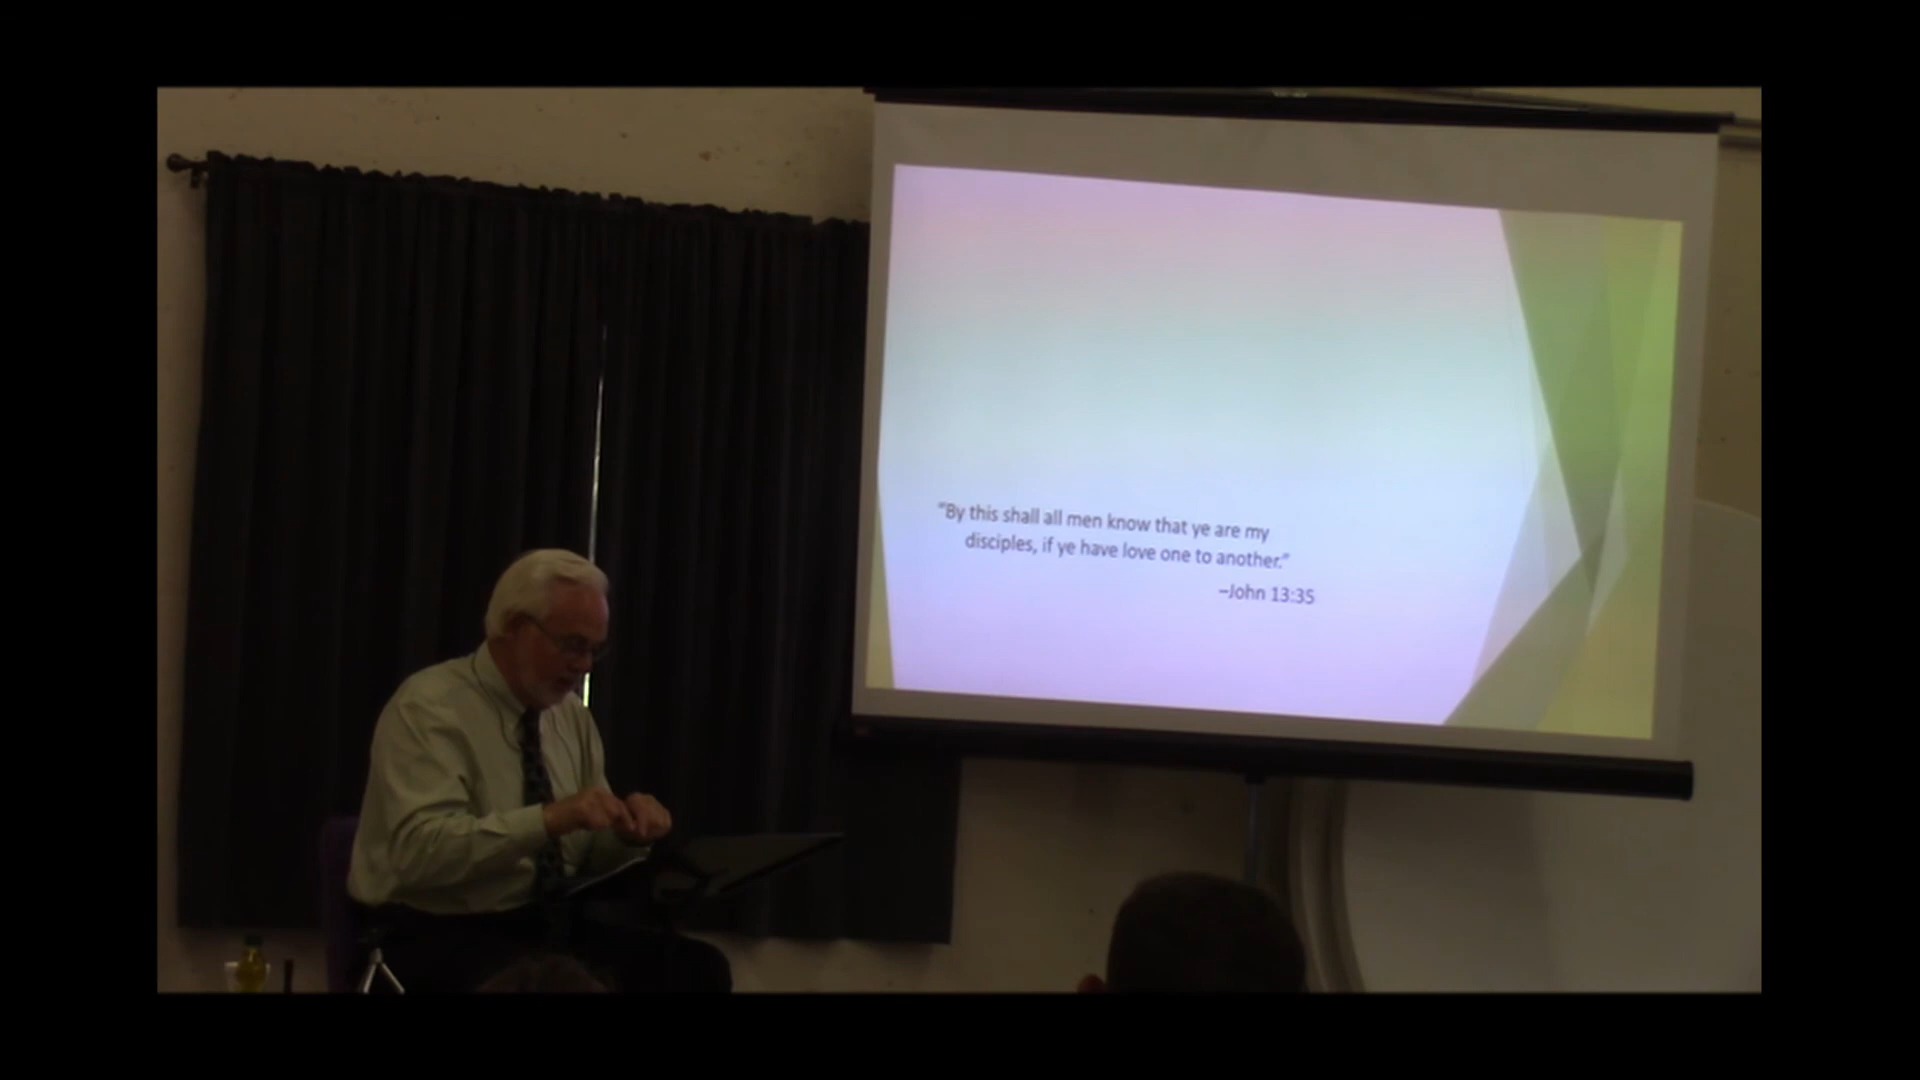 “By this shall all men know that ye are my
disciples, if ye have love one to another.”
–John 13:35